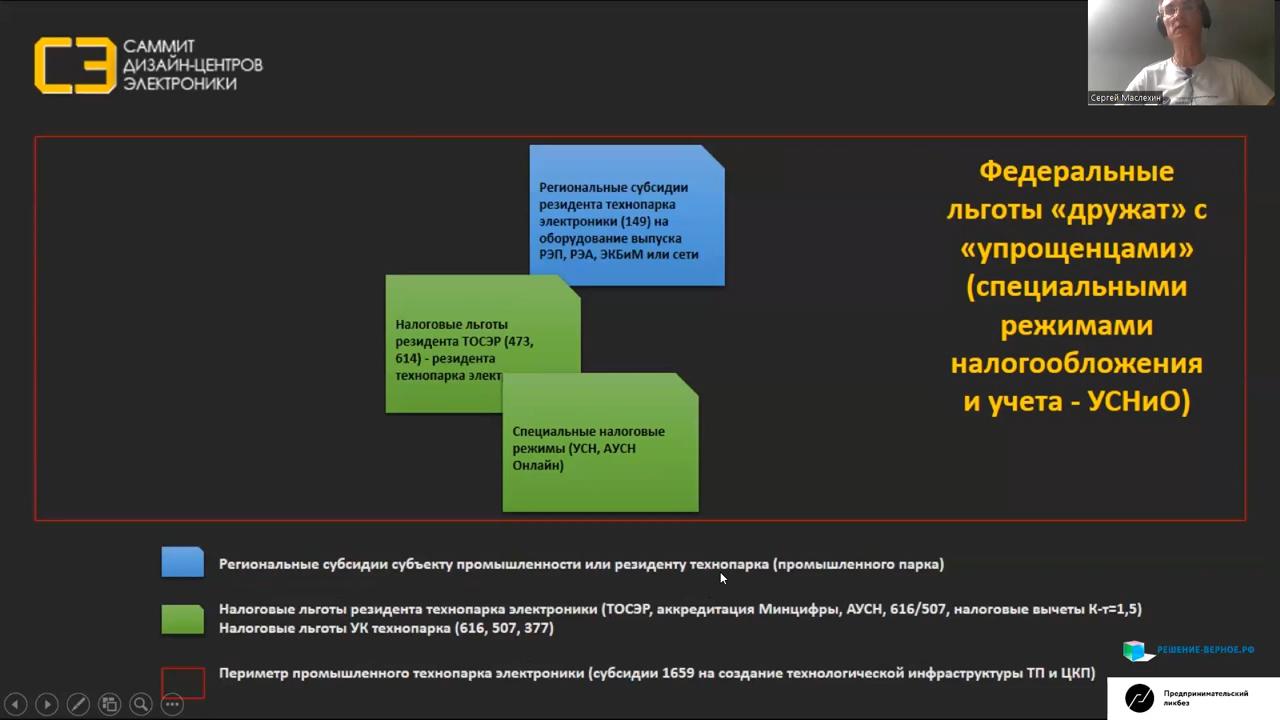 САММИТ
ДИЗАЙН-ЦЕНТРОВ
ЭЛЕКТРОНИКИ
Сергей Маслехин
Региональные субсидии
резидента технопарка
электроники (149) на
оборудование выпуска
РЭП, РЭА, ЭКБиМ или сети
Налоговые льготы
резидента ТОСЭР (473,
614) - резидента
технопарка элект
Специальные налоговые
режимы (УСН, АУСН
Онлайн)
Федеральные
льготы «дружат» с
«упрощенцами»
(специальными
режимами
налогообложения
и учета - УСНиО)
Региональные субсидии субъекту промышленности или резиденту технопарка (промышленного парка)
Налоговые льготы резидента технопарка электроники (ТОСЭР, аккредитация Минцифры, АУСН, 616/507, налоговые вычеты К-т=1,5)
Налоговые льготы УК технопарка (616, 507, 377)
Периметр промышленного технопарка электроники (субсидии 1659 на создание технологической инфраструктуры ТП и ЦКП)
РЕШЕНИЕ-ВЕРНОЕ.РФ
Предпринимательский
ликбез